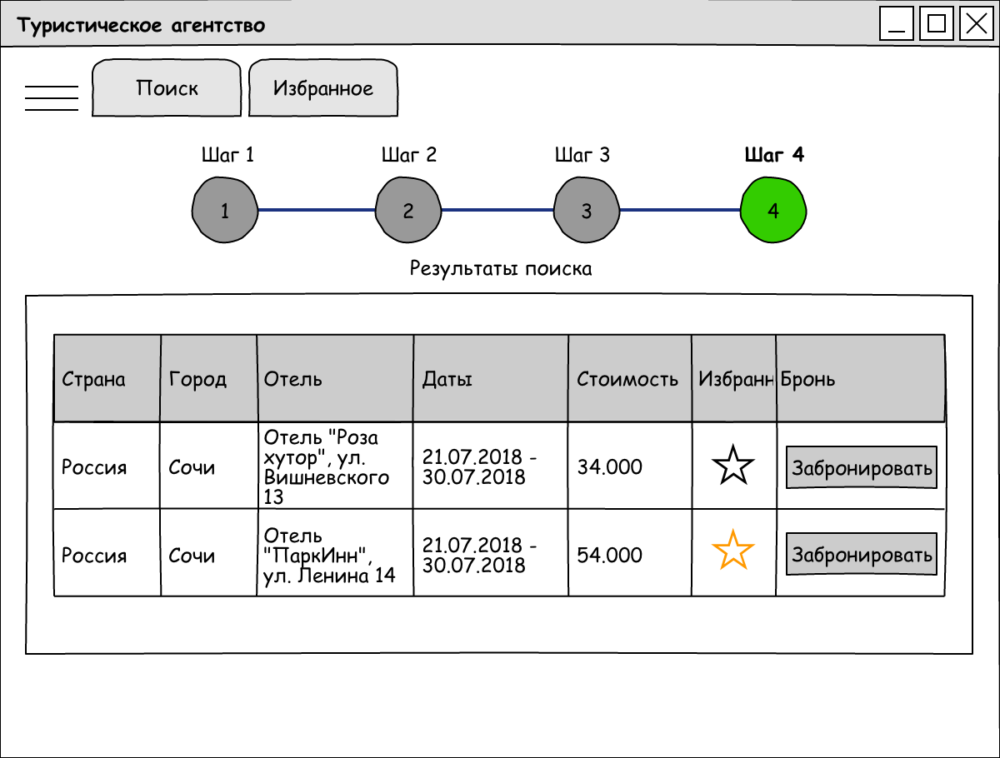 Туристическое агентство
Поиск
Избранное
Шаг 1
Шаг 2
Шаг 3
Шаг 4
1
2
3
4
Результаты поиска
Страна
Город
Отель
Даты
Стоимость
Избранн
Бронь
Россия
Сочи
Отель "Роза
хутор", ул.
Вишневского
13
21.07.2018 -
30.07.2018
34.000
Забронировать
Россия
Сочи
Отель
"ПаркИнн",
ул. Ленина 14
21.07.2018 -
30.07.2018
54.000
Забронировать